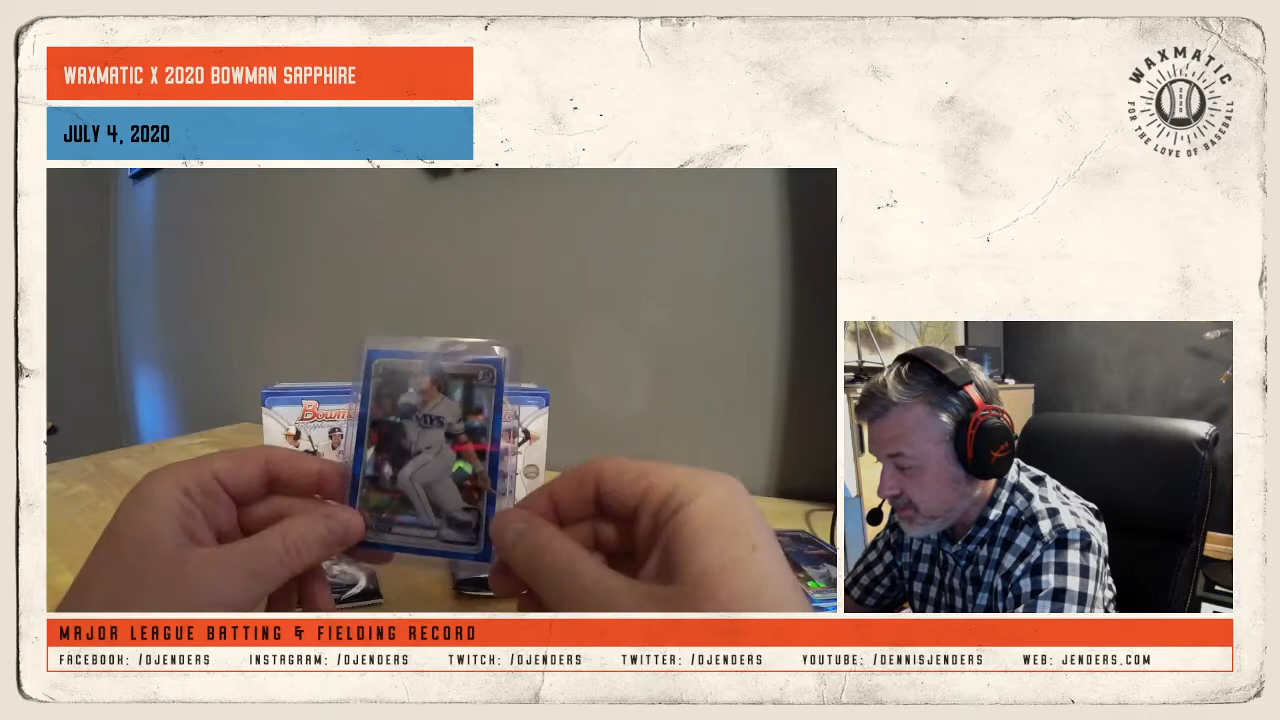 WAXMATIC X 2020 BOWMAN SAPPHIRE
JULY 4, 2020
WAXMATIC
2020
FOR THE LOVE OF BASEBALL
RAYS
MAJOR LEAGUE BATTING & FIELDING RECORD
FACEBOOK: /DJENDERS INSTAGRAM: /DJENDERS TWITCH: /DJENDERS TWITTER: /DJENDERS YOUTUBE: /DENNISJENDERS WEB: JENDERS.COM